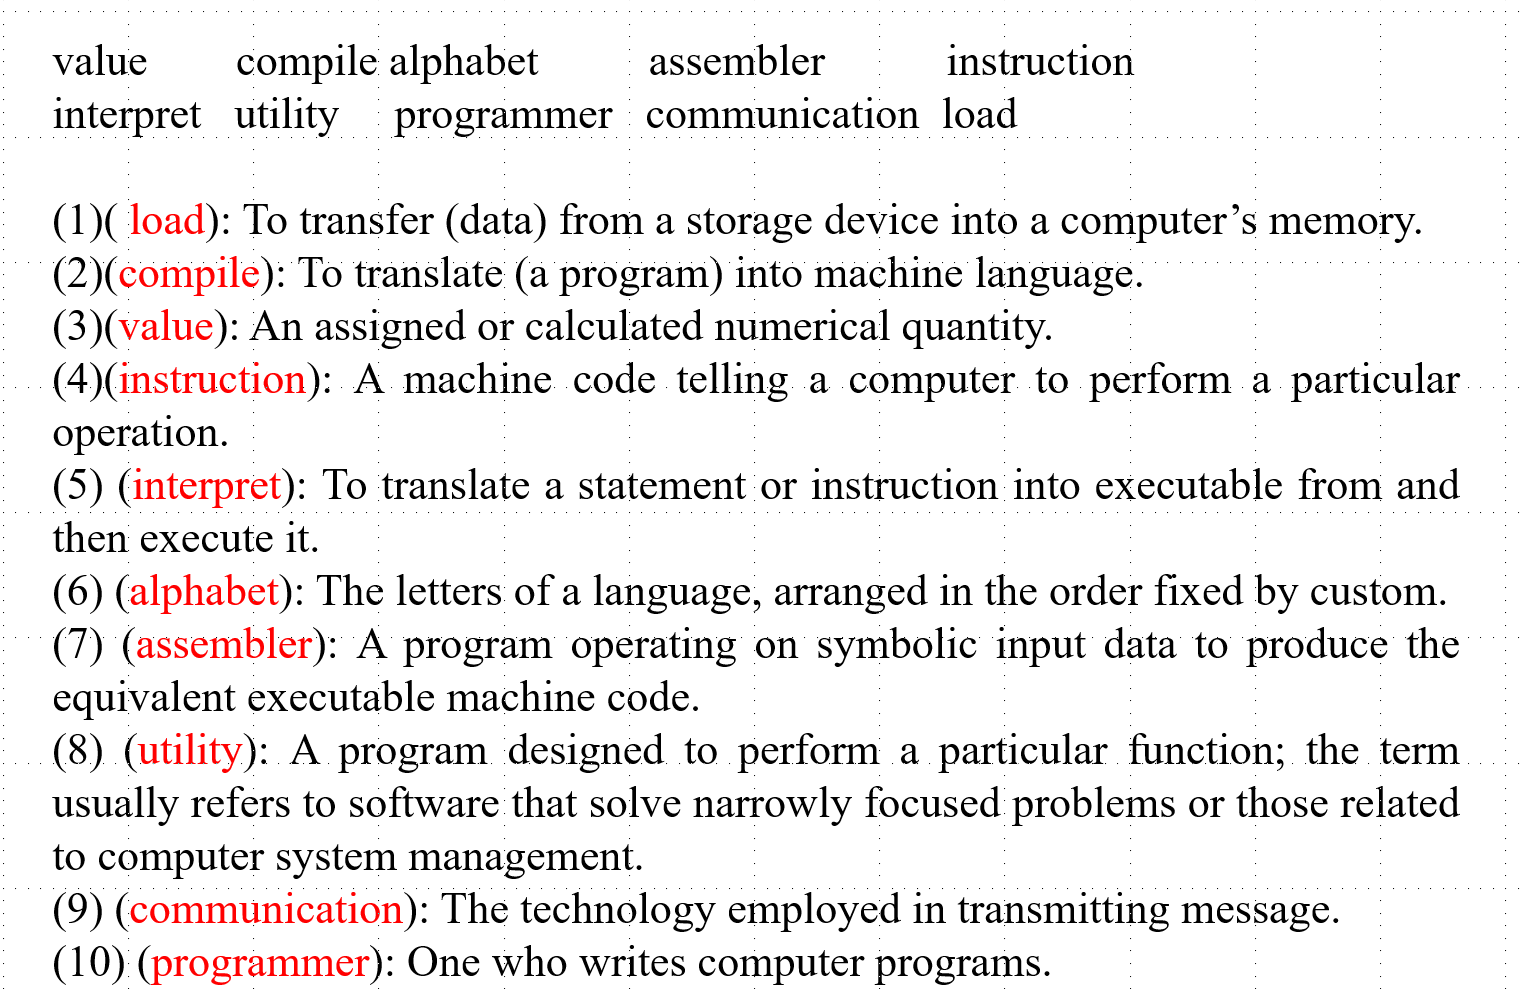 value compile alphabet assembler instruction
interpret utility programmer communication load
(1)( load): To transfer (data) from a storage device into a computer’s memory.
(2)(compile): To translate (a program) into machine language.
(3)(value): An assigned or calculated numerical quantity.
(4)(instruction): A machine code telling a computer to perform a particular
operation.
(5) (interpret): To translate a statement or instruction into executable from and
then execute it.
(6) (alphabet): The letters of a language, arranged in the order fixed by custom.
(7) (assembler): A program operating on symbolic input data to produce the
equivalent executable machine code.
(8) (utility): A program designed to perform a particular function; the term
usually refers to software that solve narrowly focused problems or those related
to computer system management.
(9) (communication): The technology employed in transmitting message.
(10) (programmer): One who writes computer programs.